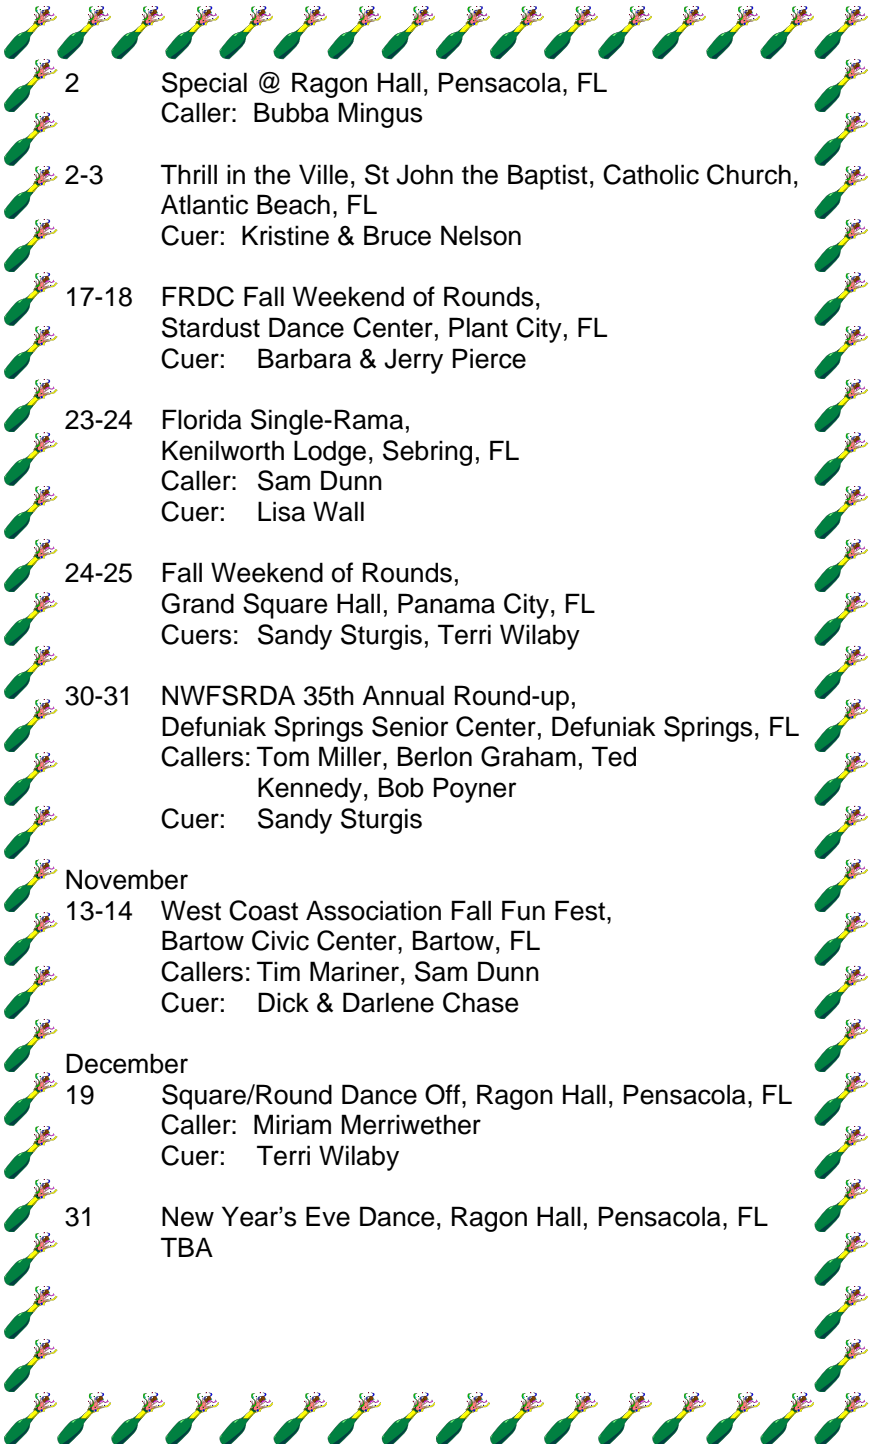 2 Special @ Ragon Hall, Pensacola, FL
Caller: Bubba Mingus
2-3 Thrill in the Ville, St John the Baptist, Catholic Church,
Atlantic Beach, FL
Cuer: Kristine & Bruce Nelson
17-18 FRDC Fall Weekend of Rounds,
Stardust Dance Center, Plant City, FL
Cuer: Barbara & Jerry Pierce
23-24 Florida Single-Rama,
Kenilworth Lodge, Sebring, FL
Caller: Sam Dunn
Cuer: Lisa Wall
24-25 Fall Weekend of Rounds,
Grand Square Hall, Panama City, FL
Cuers: Sandy Sturgis, Terri Wilaby
30-31 NWFSRDA 35th Annual Round-up,
Defuniak Springs Senior Center, Defuniak Springs, FL
Callers: Tom Miller, Berlon Graham, Ted
Kennedy, Bob Poyner
Cuer: Sandy Sturgis
November
13-14 West Coast Association Fall Fun Fest,
Bartow Civic Center, Bartow, FL
Callers: Tim Mariner, Sam Dunn
Cuer: Dick & Darlene Chase
December
19 Square/Round Dance Off, Ragon Hall, Pensacola, FL
Caller: Miriam Merriwether
Cuer: Terri Wilaby
31 New Year’s Eve Dance, Ragon Hall, Pensacola, FL
TBA